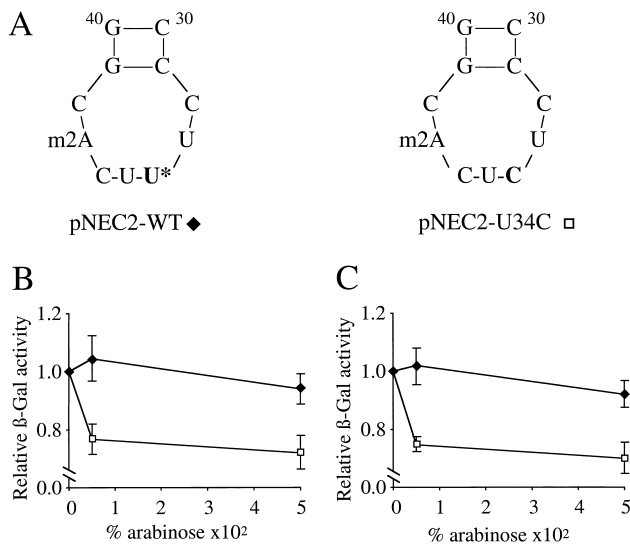 A
40 G C 30
G C
C C
m2A U
C-U-U*
pNEC2-WT ◆
40 G C 30
G C
C C
m2A U
C-U-C
pNEC2-U34C □
B
Relative ß-Gal activity
1.2
1.0
0.8
0.0
0 1 2 3 4 5
% arabinose x10²
C
Relative ß-Gal activity
1.2
1.0
0.8
0.0
0 1 2 3 4 5
% arabinose x10²